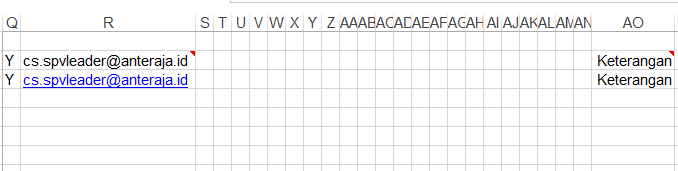 Q R S T U V W X Y Z AA AB AC AD AE AF AG AH AI AJ AK AL AM AN AO
Y cs.spvleader@anteraja.id Keterangan
Y cs.spvleader@anteraja.id Keterangan